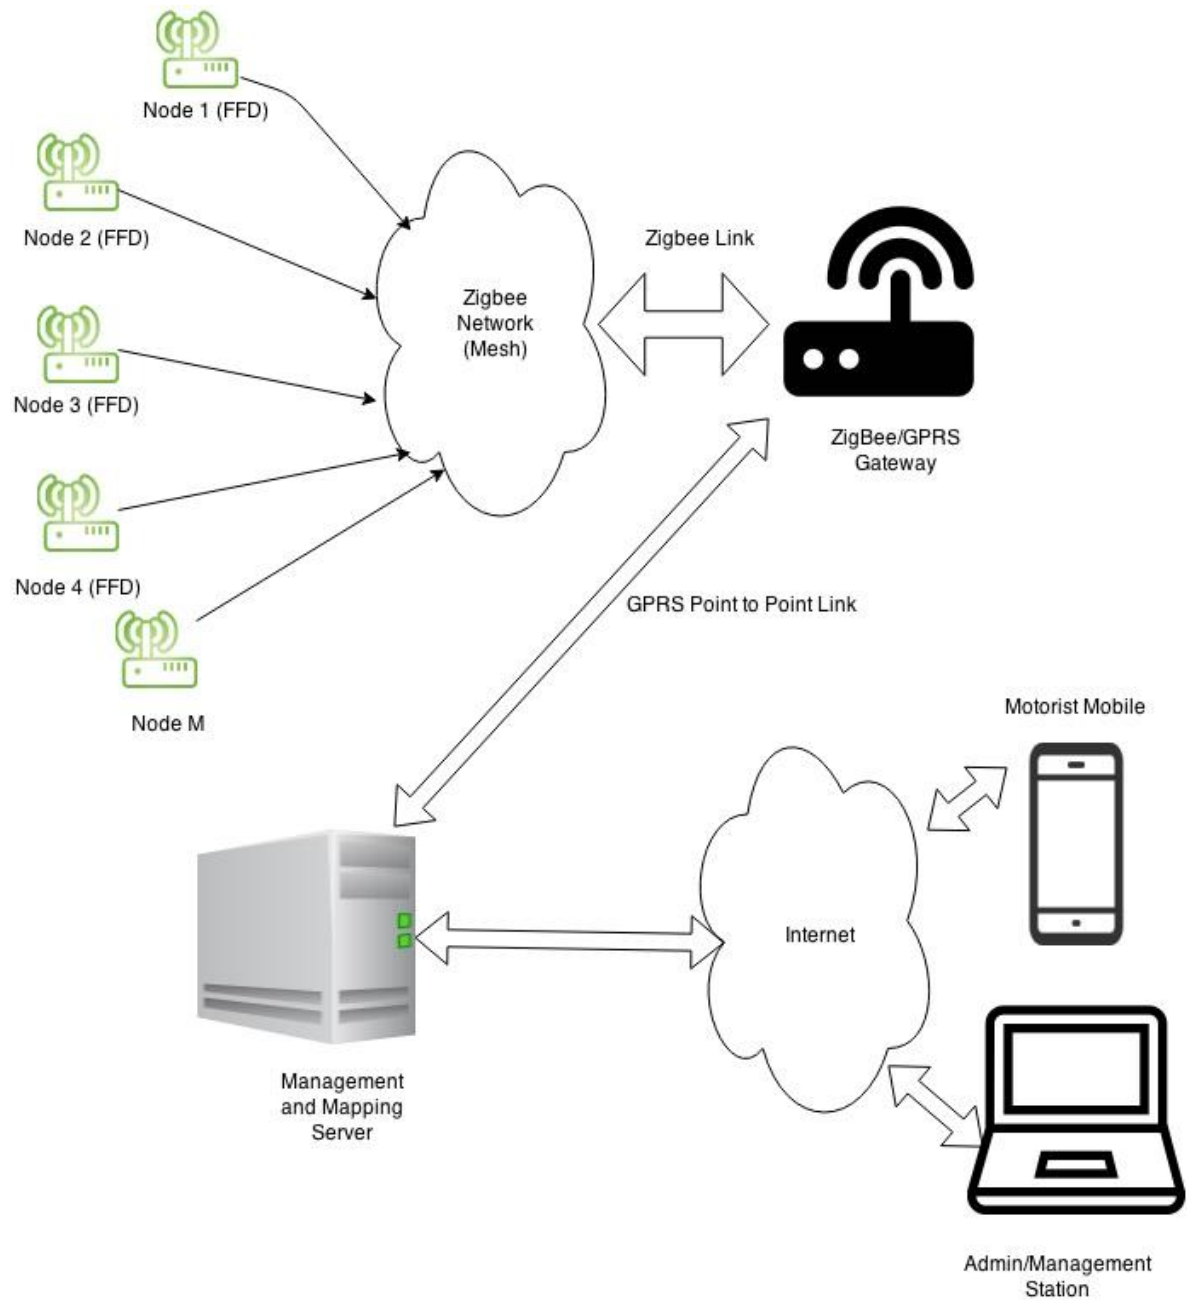 Node 1 (FFD)
Node 2 (FFD)
Zigbee Link
Zigbee
Network
(Mesh)
Node 3 (FFD)
ZigBee/GPRS
Gateway
Node 4 (FFD)
GPRS Point to Point Link
Node M
Motorist Mobile
Internet
Management
and Mapping
Server
Admin/Management
Station